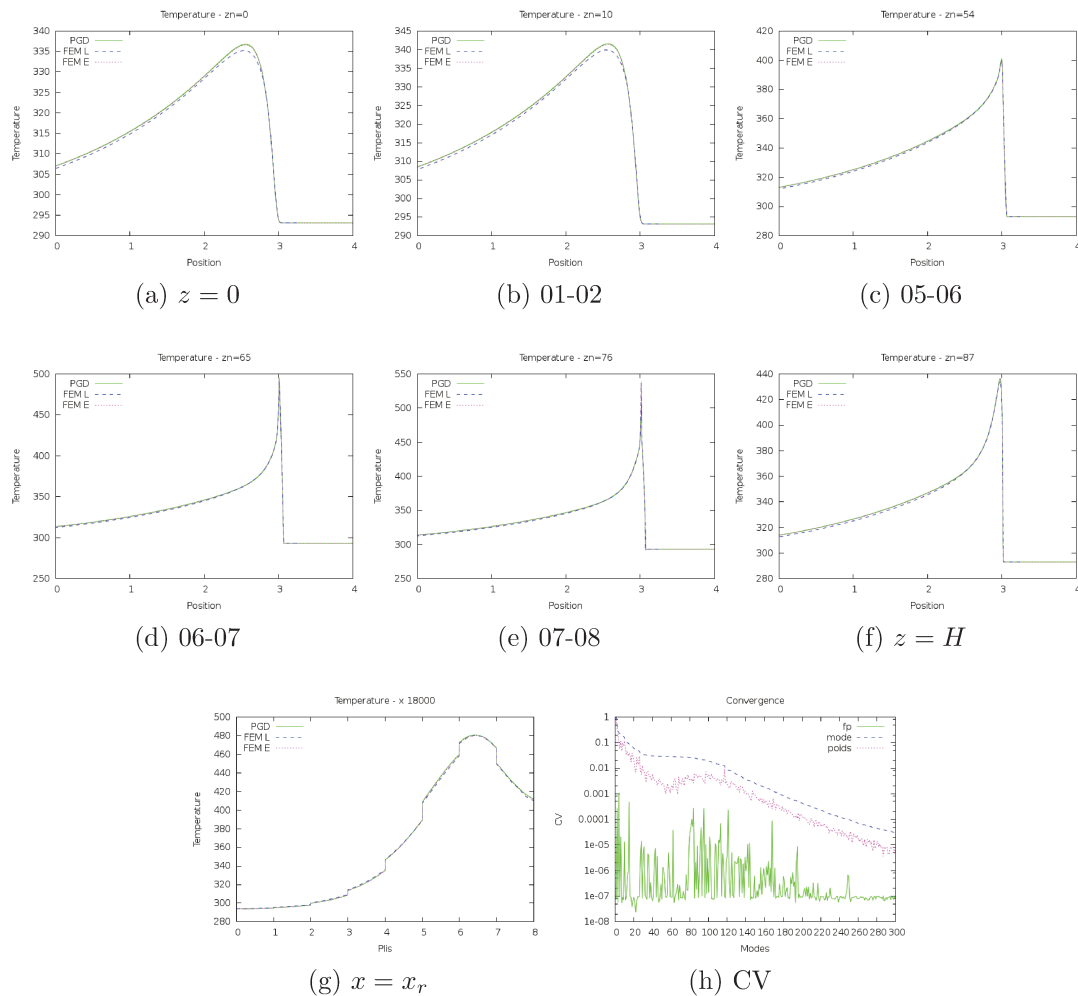 Temperature - zn=0
340
335
330
325
320
315
310
305
300
295
290
0 1 2 3 4
Temperature
Position
PGD
FEM L
FEM E
(a) z = 0
Temperature - zn=10
345
340
335
330
325
320
315
310
305
300
295
290
0 1 2 3 4
Temperature
Position
PGD
FEM L
FEM E
(b) 01-02
Temperature - zn=54
420
400
380
360
340
320
300
280
0 1 2 3 4
Temperature
Position
PGD
FEM L
FEM E
(c) 05-06
Temperature - zn=65
500
450
400
350
300
250
0 1 2 3 4
Temperature
Position
PGD
FEM L
FEM E
(d) 06-07
Temperature - zn=76
550
500
450
400
350
300
250
0 1 2 3 4
Temperature
Position
PGD
FEM L
FEM E
(e) 07-08
Temperature - zn=87
440
420
400
380
360
340
320
300
280
0 1 2 3 4
Temperature
Position
PGD
FEM L
FEM E
(f) z = H
Temperature - x 18000
500
480
460
440
420
400
380
360
340
320
300
280
0 1 2 3 4 5 6 7 8
Temperature
Plis
PGD
FEM L
FEM E
(g) x = xr
Convergence
1
0.1
0.01
0.001
0.0001
1e-05
1e-06
1e-07
1e-08
0 20 40 60 80 100 120 140 160 180 200 220 240 260 280 300
CV
Modes
fp
mode
poids
(h) CV